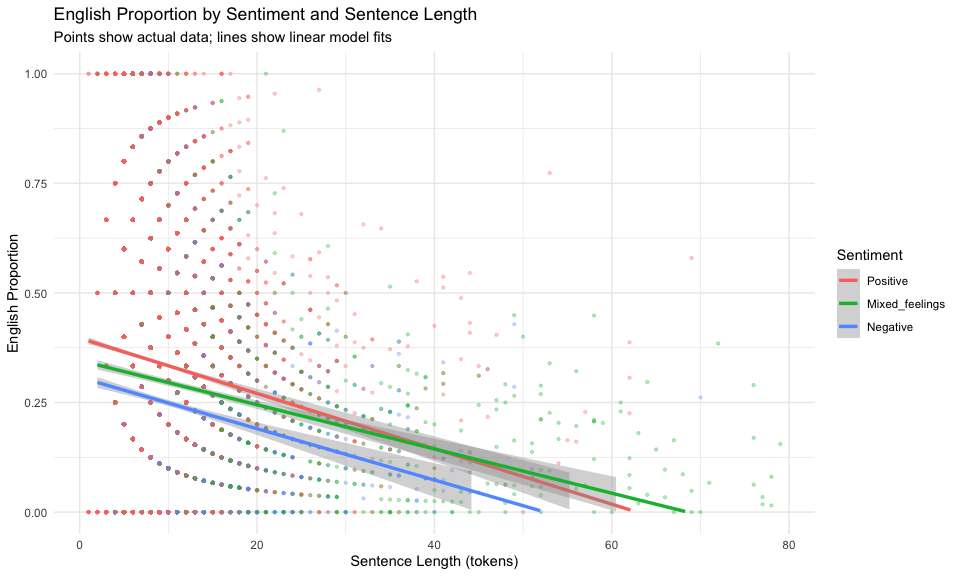 English Proportion by Sentiment and Sentence Length
Points show actual data; lines show linear model fits
English Proportion
1.00
0.75
0.50
0.25
0.00
0
20
40
60
80
Sentence Length (tokens)
Sentiment
Positive
Mixed_feelings
Negative